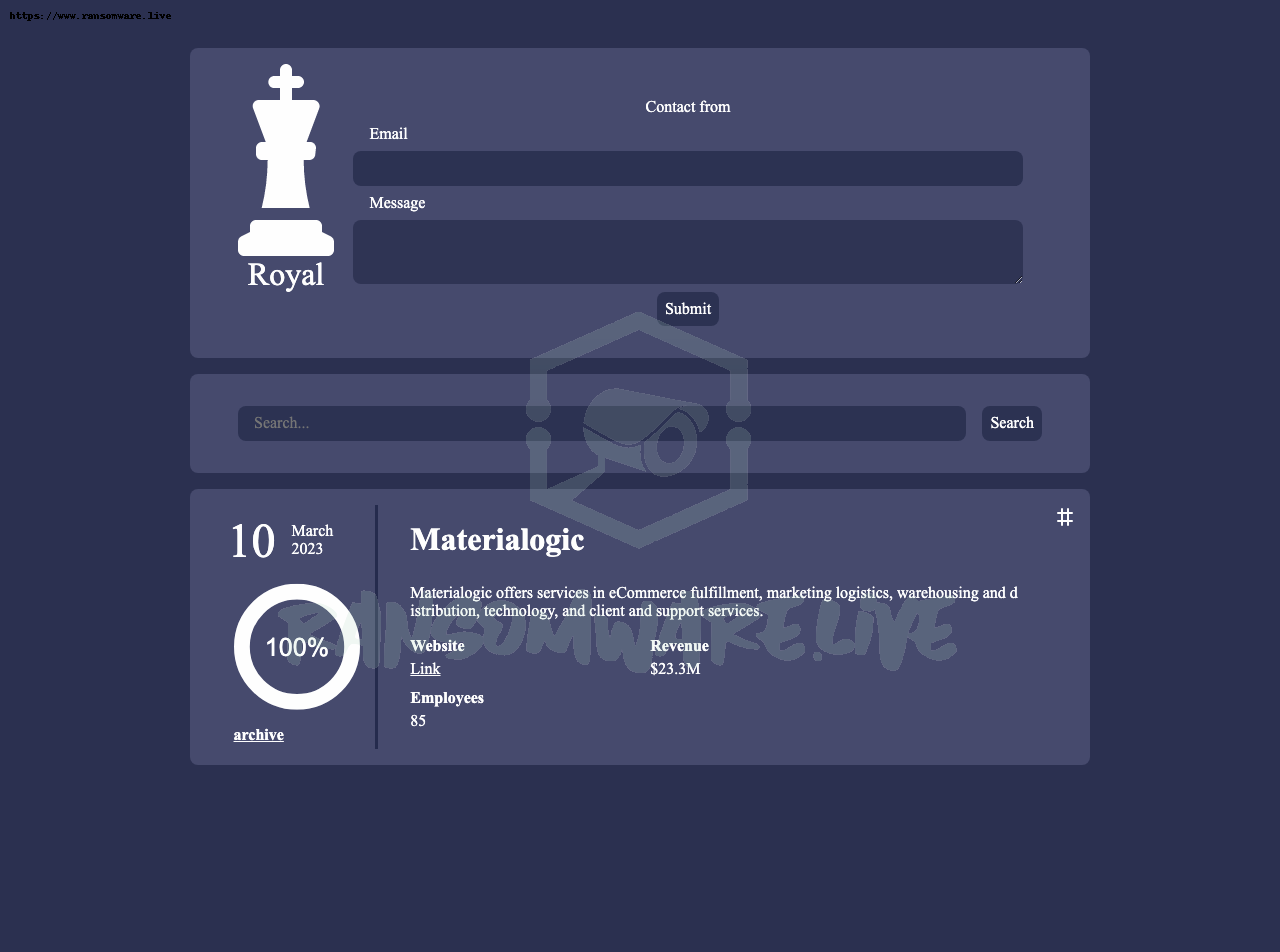 https://www.ransomware.live
Royal
Contact from
Email
Message
Submit
Search...
Search
10
March
2023
100%
archive
#
Materialogic
Materialogic offers services in eCommerce fulfillment, marketing logistics, warehousing and d
istribution, technology, and client and support services.
Website
Link
Revenue
$23.3M
Employees
85
RANSOMWARE.LIVE